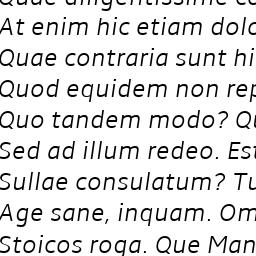 Quae diligentissime co
At enim hic etiam dolo
Quae contraria sunt hi
Quod equidem non rep
Quo tandem modo? Qu
Sed ad illum redeo. Est
Sullae consulatum? Tu
Age sane, inquam. Om
Stoicos roga. Que Man